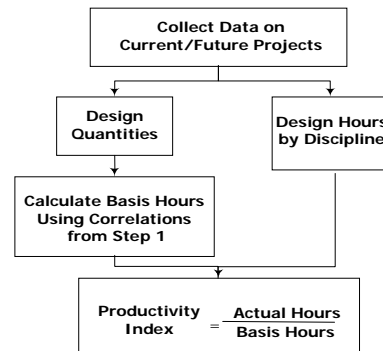 Collect Data on
Current/Future Projects
Design
Quantities
Design Hours
by Discipline
Calculate Basis Hours
Using Correlations
from Step 1
Productivity
Index
=
Actual Hours
Basis Hours